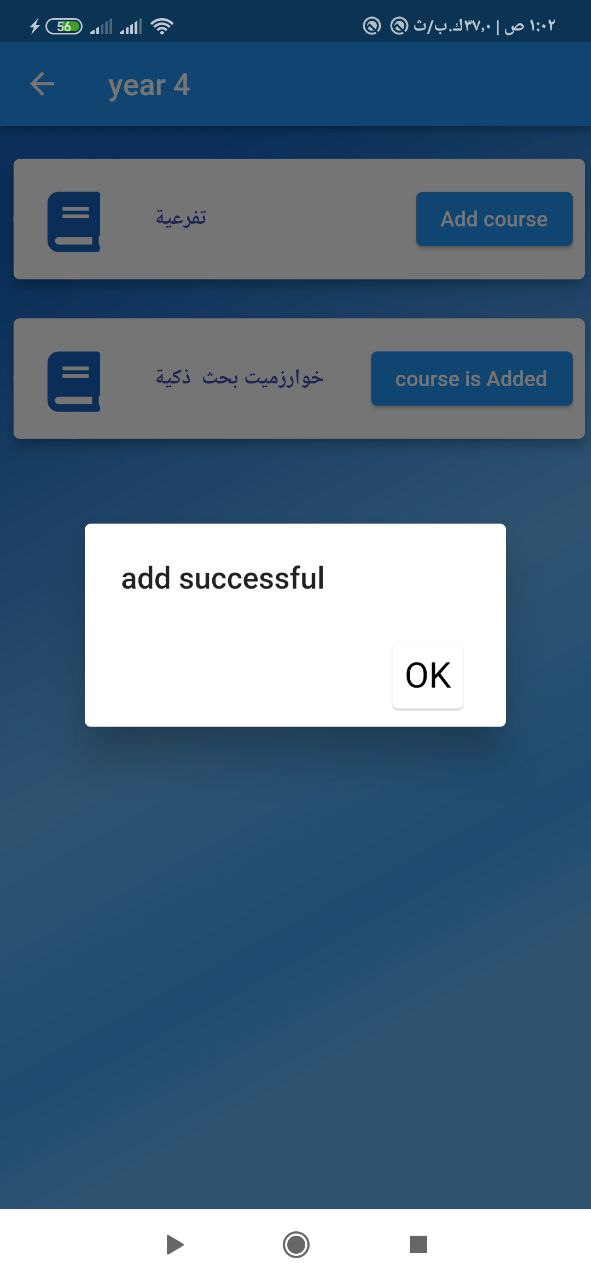 56
١:٠٢ ص | ٣٧,٠ك.ب/ث
year 4
تفرعية
Add course
خوارزميت بحث ذكية
course is Added
add successful
OK